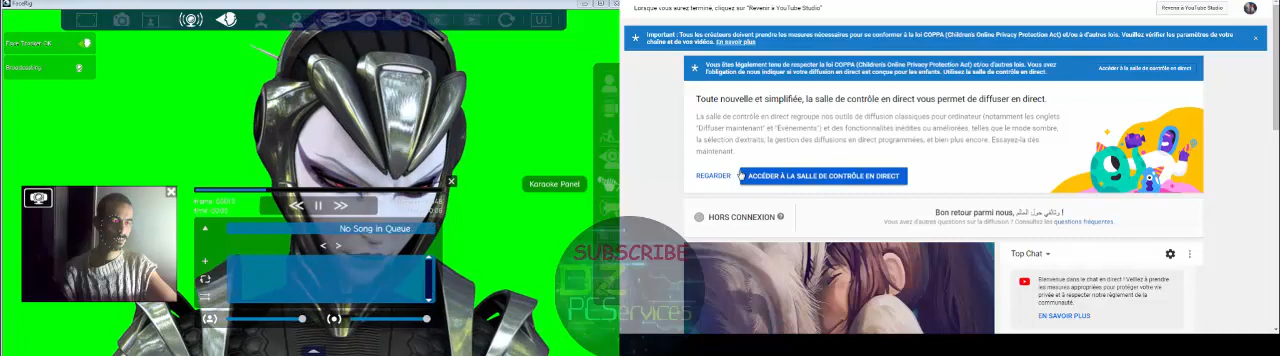 FaceRig
Ui
Face Tracker OK
Broadcasting
Karaoke Panel
No Song in Queue
SUBSCRIBE
PCServices
Lorsque vous aurez terminé, cliquez sur "Revenir à YouTube Studio"
Revenir à YouTube Studio
Important : Tous les créateurs doivent prendre les mesures nécessaires pour se conformer à la loi COPPA (Children's Online Privacy Protection Act) et/ou à d'autres lois. Veuillez vérifier les paramètres de votre
chaîne et de vos vidéos. En savoir plus
Vous êtes légalement tenu de respecter la loi COPPA (Children's Online Privacy Protection Act) et/ou d'autres lois. Vous avez
l'obligation de nous indiquer si votre diffusion en direct est conçue pour les enfants. Utilisez la salle de contrôle en direct.
Accéder à la salle de contrôle en direct
Toute nouvelle et simplifiée, la salle de contrôle en direct vous permet de diffuser en direct.
La salle de contrôle en direct regroupe nos outils de diffusion classiques pour ordinateur (notamment les onglets
"Diffuser maintenant" et "Événements") et des fonctionnalités inédites ou améliorées, telles que le mode sombre,
la sélection d'extraits, la gestion des diffusions en direct programmées, et bien plus encore. Essayez-la dès
maintenant.
REGARDER
ACCÉDER À LA SALLE DE CONTRÔLE EN DIRECT
HORS CONNEXION
Bon retour parmi nous, وثائقي حول العالم !
Vous avez d'autres questions sur la diffusion ? Consultez les questions fréquentes.
Top Chat
Bienvenue dans le chat en direct ! Veillez à prendre
les mesures appropriées pour protéger votre vie
privée et à respecter notre règlement de la
communauté.
EN SAVOIR PLUS